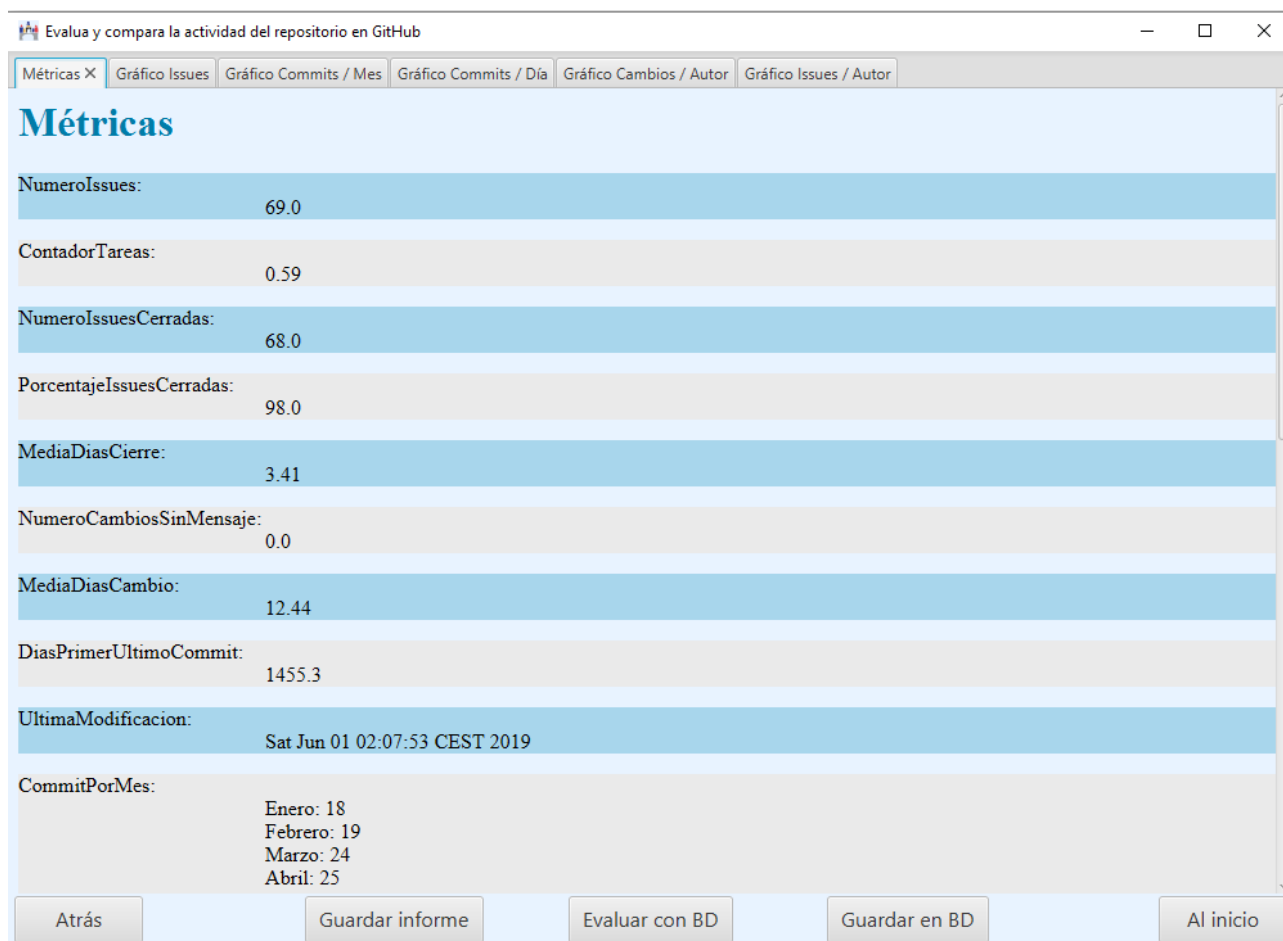 Evalua y compara la actividad del repositorio en GitHub
Métricas Gráfico Issues Gráfico Commits / Mes Gráfico Commits / Día Gráfico Cambios / Autor Gráfico Issues / Autor
Métricas
NumeroIssues:
69.0
ContadorTareas:
0.59
NumeroIssuesCerradas:
68.0
PorcentajeIssuesCerradas:
98.0
MediaDiasCierre:
3.41
NumeroCambiosSinMensaje:
0.0
MediaDiasCambio:
12.44
DiasPrimerUltimoCommit:
1455.3
UltimaModificacion:
Sat Jun 01 02:07:53 CEST 2019
CommitPorMes:
Enero: 18
Febrero: 19
Marzo: 24
Abril: 25
Atrás Guardar informe Evaluar con BD Guardar en BD Al inicio